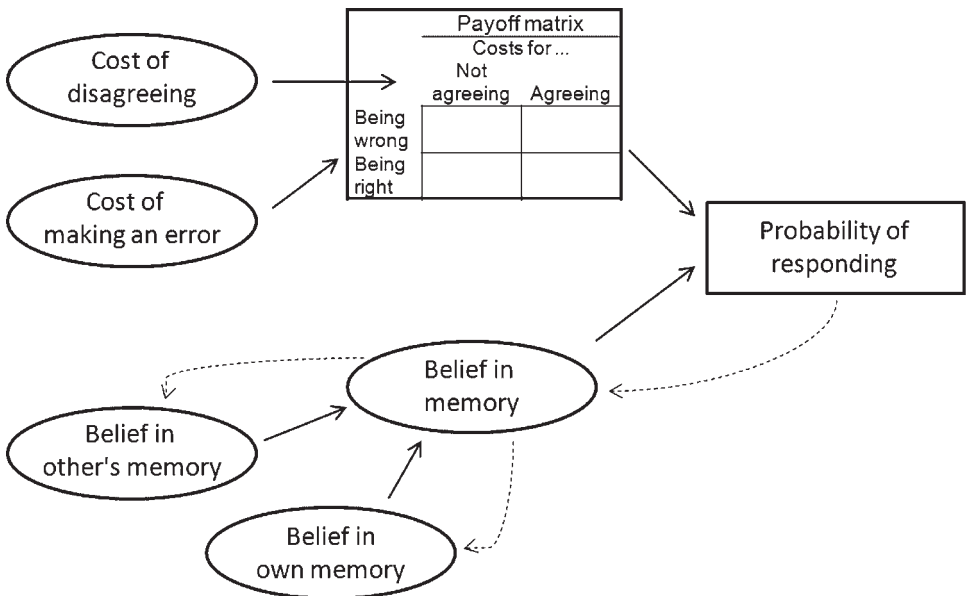 Cost of
disagreeing
Payoff matrix
Costs for ...
Not
agreeing Agreeing
Being
wrong
Being
right
Cost of
making an error
Probability of
responding
Belief in
memory
Belief in
other's memory
Belief in
own memory